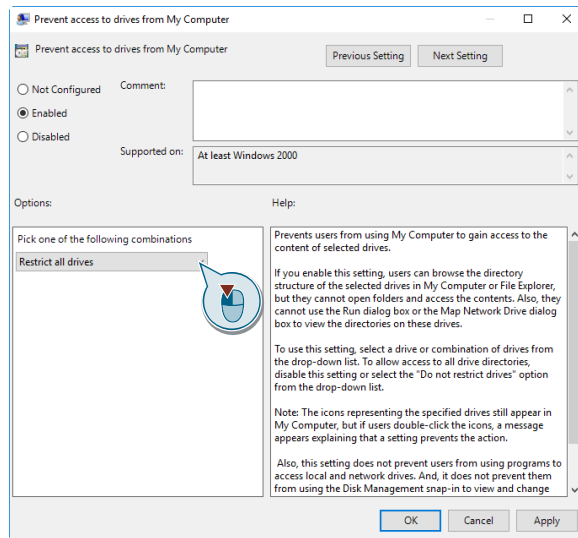 Prevent access to drives from My Computer
Prevent access to drives from My Computer
Previous Setting
Next Setting
Not Configured
Enabled
Disabled
Comment:
Supported on:
At least Windows 2000
Options:
Help:
Pick one of the following combinations
Restrict all drives
Prevents users from using My Computer to gain access to the
content of selected drives.
If you enable this setting, users can browse the directory
structure of the selected drives in My Computer or File Explorer,
but they cannot open folders and access the contents. Also, they
cannot use the Run dialog box or the Map Network Drive dialog
box to view the directories on these drives.
To use this setting, select a drive or combination of drives from
the drop-down list. To allow access to all drive directories,
disable this setting or select the "Do not restrict drives" option
from the drop-down list.
Note: The icons representing the specified drives still appear in
My Computer, but if users double-click the icons, a message
appears explaining that a setting prevents the action.
Also, this setting does not prevent users from using programs to
access local and network drives. And, it does not prevent them
from using the Disk Management snap-in to view and change
OK
Cancel
Apply